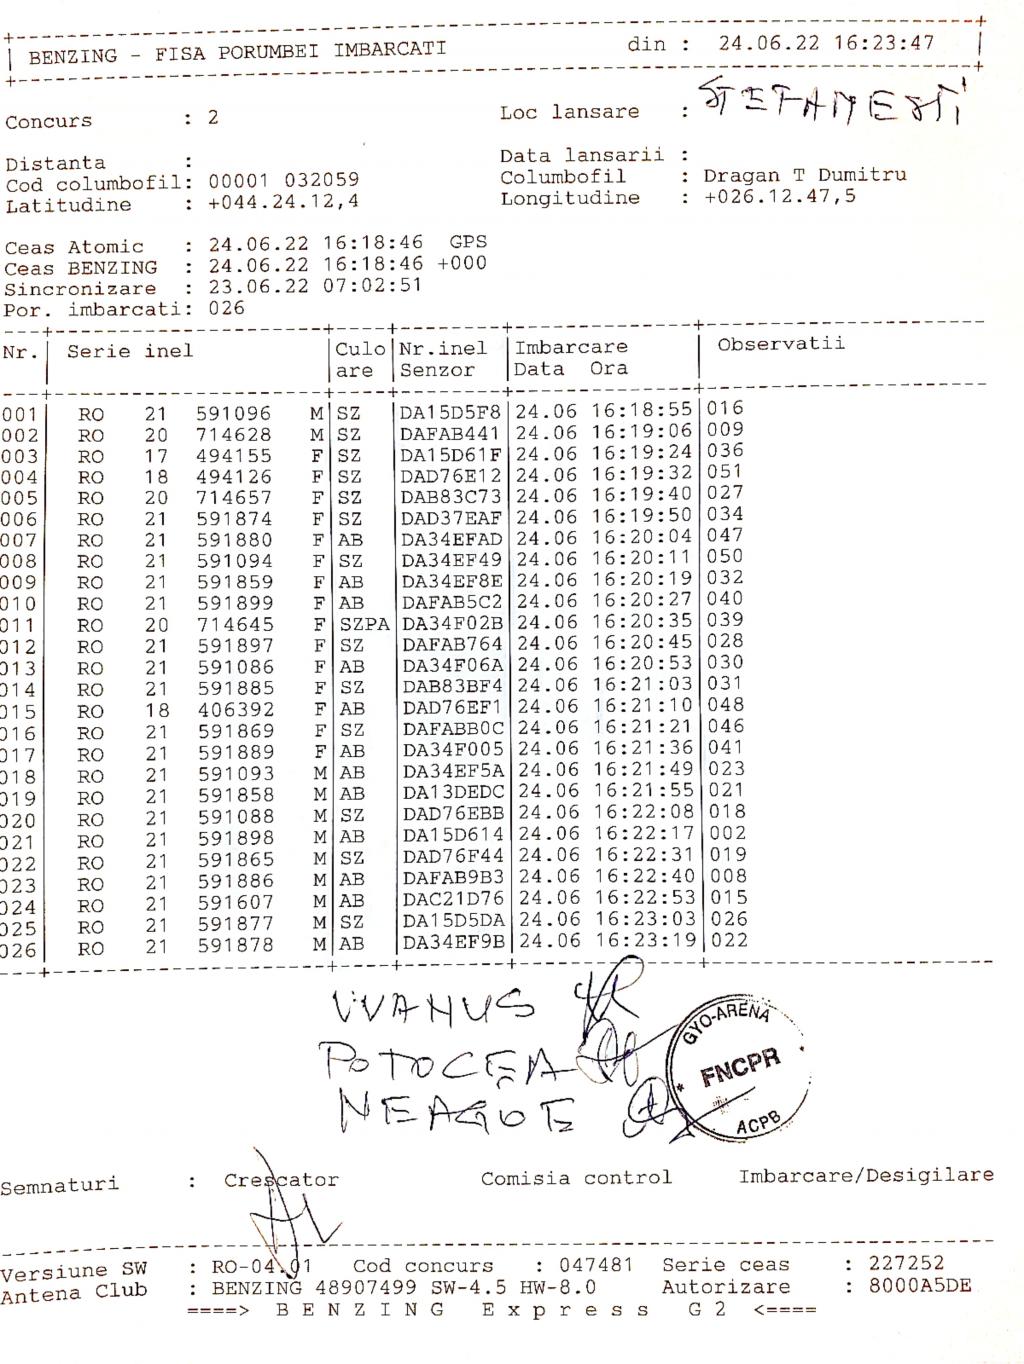 BENZING - FISA PORUMBEI IMBARCATI din : 24.06.22 16:23:47
Concurs : 2 Loc lansare : STEFANESTI
Distanta : Data lansarii :
Cod columbofil: 00001 032059 Columbofil : Dragan T Dumitru
Latitudine : +044.24.12,4 Longitudine : +026.12.47,5
Ceas Atomic : 24.06.22 16:18:46 GPS
Ceas BENZING : 24.06.22 16:18:46 +000
Sincronizare : 23.06.22 07:02:51
Por. imbarcati: 026
Nr. Serie inel Culo Nr.inel Imbarcare Observatii
are Senzor Data Ora
001 RO 21 591096 M SZ DA15D5F8 24.06 16:18:55 016
002 RO 20 714628 M SZ DAFAB441 24.06 16:19:06 009
003 RO 17 494155 F SZ DA15D61F 24.06 16:19:24 036
004 RO 18 494126 F SZ DAD76E12 24.06 16:19:32 051
005 RO 20 714657 F SZ DAB83C73 24.06 16:19:40 027
006 RO 21 591874 F SZ DAD37EAF 24.06 16:19:50 034
007 RO 21 591880 F AB DA34EFAD 24.06 16:20:04 047
008 RO 21 591094 F SZ DA34EF49 24.06 16:20:11 050
009 RO 21 591859 F AB DA34EF8E 24.06 16:20:19 032
010 RO 21 591899 F AB DAFAB5C2 24.06 16:20:27 040
011 RO 20 714645 F SZPA DA34F02B 24.06 16:20:35 039
012 RO 21 591897 F SZ DAFAB764 24.06 16:20:45 028
013 RO 21 591086 F AB DA34F06A 24.06 16:20:53 030
014 RO 21 591885 F SZ DAB83BF4 24.06 16:21:03 031
015 RO 18 406392 F AB DAD76EF1 24.06 16:21:10 048
016 RO 21 591869 F SZ DAFABB0C 24.06 16:21:21 046
017 RO 21 591889 F AB DA34F005 24.06 16:21:36 041
018 RO 21 591093 M AB DA34EF5A 24.06 16:21:49 023
019 RO 21 591858 M AB DA13DEDC 24.06 16:21:55 021
020 RO 21 591088 M SZ DAD76EBB 24.06 16:22:08 018
021 RO 21 591898 M AB DA15D614 24.06 16:22:17 002
022 RO 21 591865 M SZ DAD76F44 24.06 16:22:31 019
023 RO 21 591886 M AB DAFAB9B3 24.06 16:22:40 008
024 RO 21 591607 M AB DAC21D76 24.06 16:22:53 015
025 RO 21 591877 M SZ DA15D5DA 24.06 16:23:03 026
026 RO 21 591878 M AB DA34EF9B 24.06 16:23:19 022
POTOCEA
NEAGOE
GYO-ARENA
FNCPR
ACPB
Semnaturi : Crescator Comisia control Imbarcare/Desigilare
Versiune SW : RO-04.01 Cod concurs : 047481 Serie ceas : 227252
Antena Club : BENZING 48907499 SW-4.5 HW-8.0 Autorizare : 8000A5DE
====> B E N Z I N G E x p r e s s G 2 <====